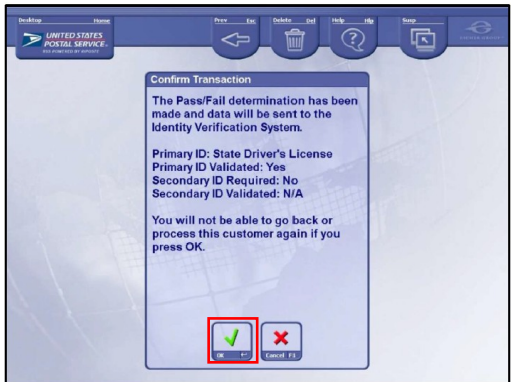 Desktop Home
Prev Esc
Delete Del
Help Hlp
Susp
UNITED STATES
POSTAL SERVICE
Confirm Transaction
The Pass/Fail determination has been
made and data will be sent to the
Identity Verification System.
Primary ID: State Driver's License
Primary ID Validated: Yes
Secondary ID Required: No
Secondary ID Validated: N/A
You will not be able to go back or
process this customer again if you
press OK.
OK
Cancel